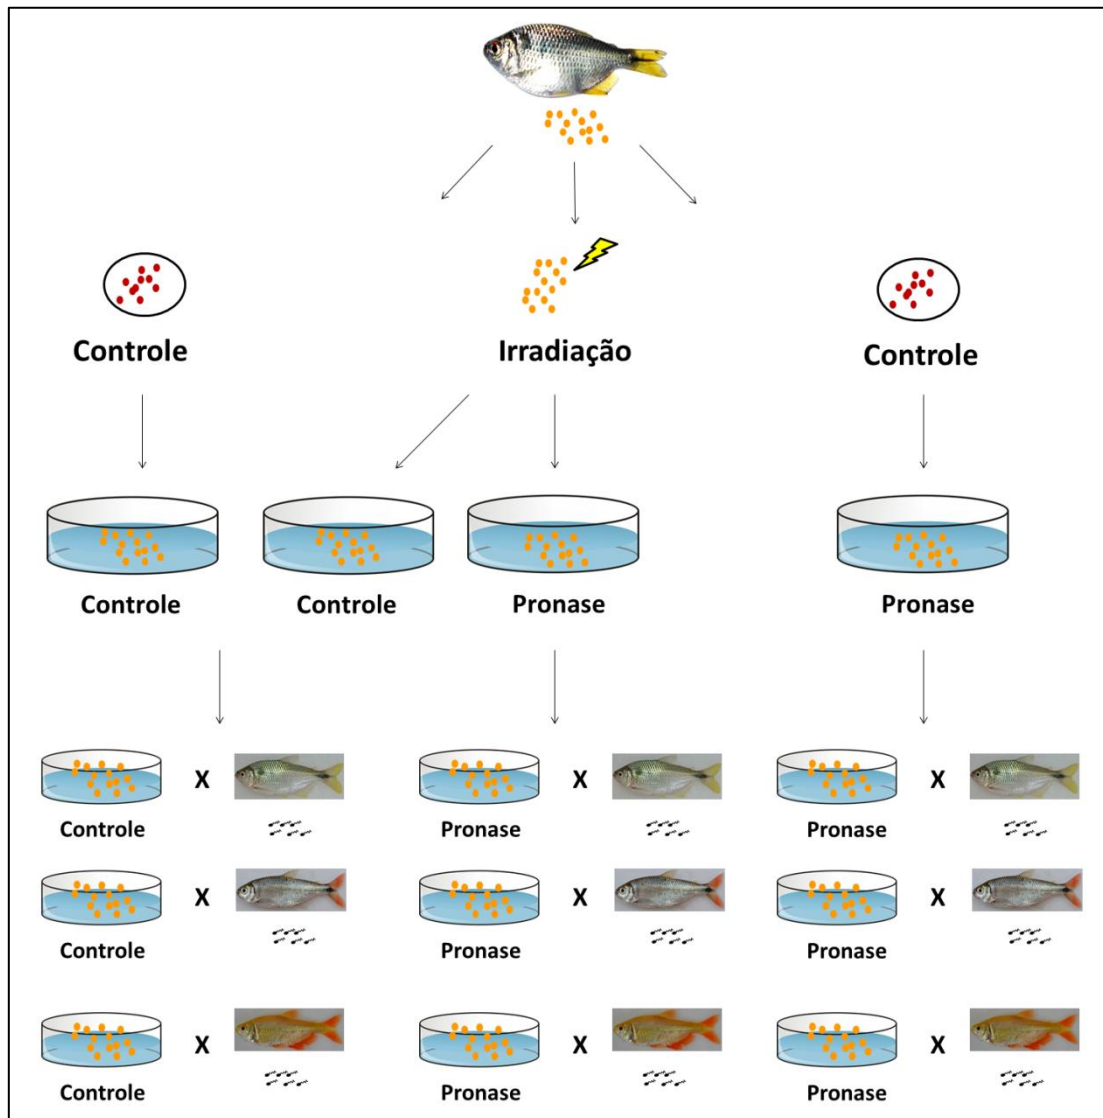 Controle
Irradiação
Controle
Controle
Controle
Pronase
Pronase
X
X
X
Controle
Pronase
Pronase
X
X
X
Controle
Pronase
Pronase
X
X
X
Controle
Pronase
Pronase